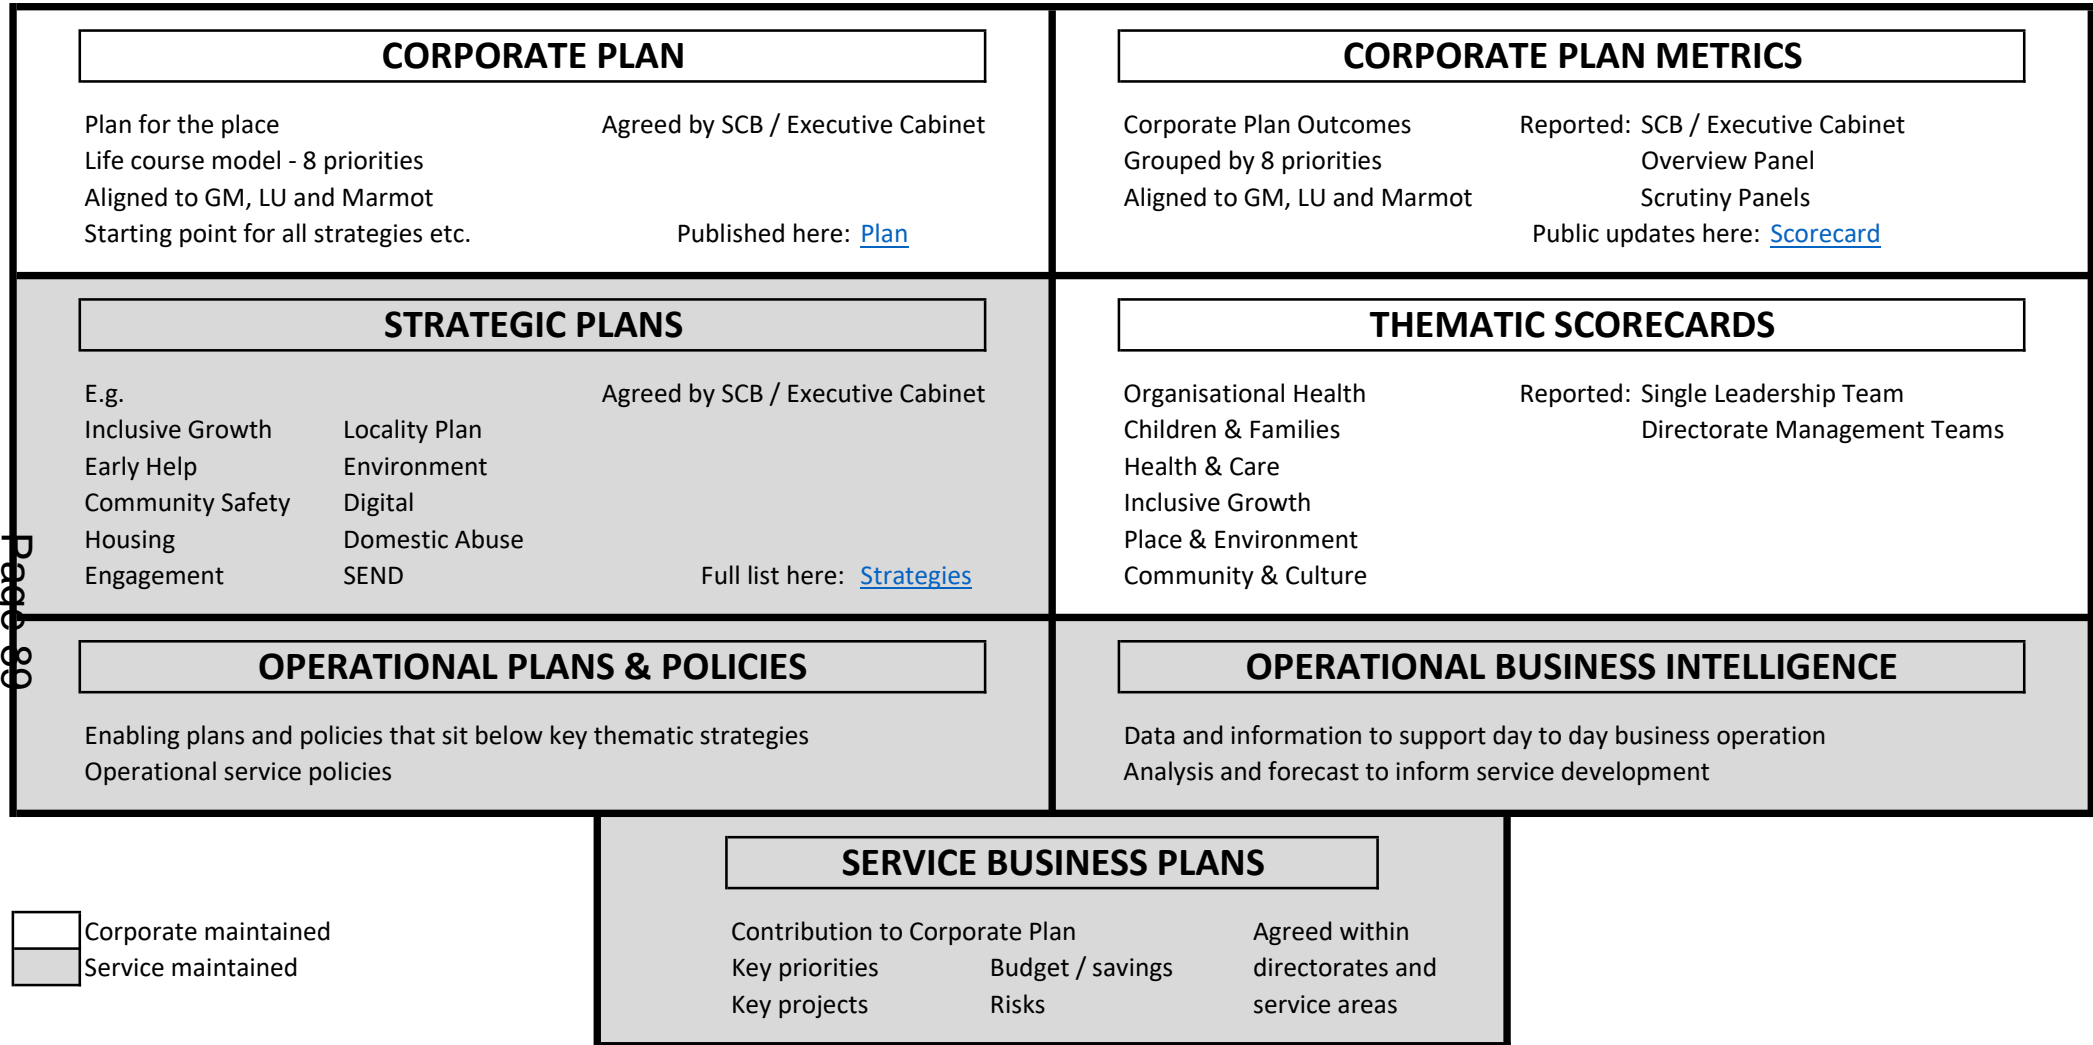 CORPORATE PLAN
Plan for the place Agreed by SCB / Executive Cabinet
Life course model - 8 priorities
Aligned to GM, LU and Marmot
Starting point for all strategies etc. Published here: Plan
CORPORATE PLAN METRICS
Corporate Plan Outcomes Reported: SCB / Executive Cabinet
Grouped by 8 priorities Overview Panel
Aligned to GM, LU and Marmot Scrutiny Panels
Public updates here: Scorecard
STRATEGIC PLANS
E.g. Agreed by SCB / Executive Cabinet
Inclusive Growth Locality Plan
Early Help Environment
Community Safety Digital
Housing Domestic Abuse
Engagement SEND Full list here: Strategies
THEMATIC SCORECARDS
Organisational Health Reported: Single Leadership Team
Children & Families Directorate Management Teams
Health & Care
Inclusive Growth
Place & Environment
Community & Culture
Page 89
OPERATIONAL PLANS & POLICIES
Enabling plans and policies that sit below key thematic strategies
Operational service policies
OPERATIONAL BUSINESS INTELLIGENCE
Data and information to support day to day business operation
Analysis and forecast to inform service development
SERVICE BUSINESS PLANS
Contribution to Corporate Plan Agreed within
Key priorities Budget / savings directorates and
Key projects Risks service areas
Corporate maintained
Service maintained